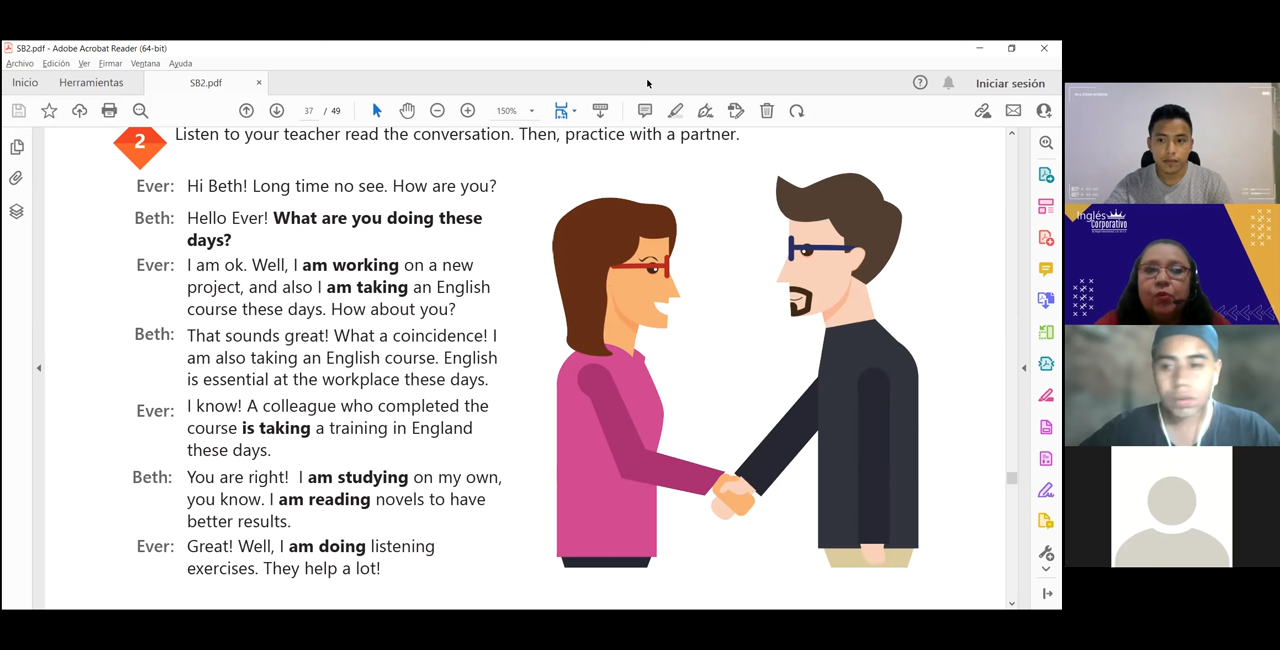 SB2.pdf - Adobe Acrobat Reader (64-bit)
Archivo Edición Ver Firmar Ventana Ayuda
Inicio Herramientas SB2.pdf × Iniciar sesión
37 / 49 150%
2 Listen to your teacher read the conversation. Then, practice with a partner.
Ever: Hi Beth! Long time no see. How are you?
Beth: Hello Ever! What are you doing these
days?
Ever: I am ok. Well, I am working on a new
project, and also I am taking an English
course these days. How about you?
Beth: That sounds great! What a coincidence! I
am also taking an English course. English
is essential at the workplace these days.
Ever: I know! A colleague who completed the
course is taking a training in England
these days.
Beth: You are right!  I am studying on my own,
you know. I am reading novels to have
better results.
Ever: Great! Well, I am doing listening
exercises. They help a lot!
Inglés
Corporativo